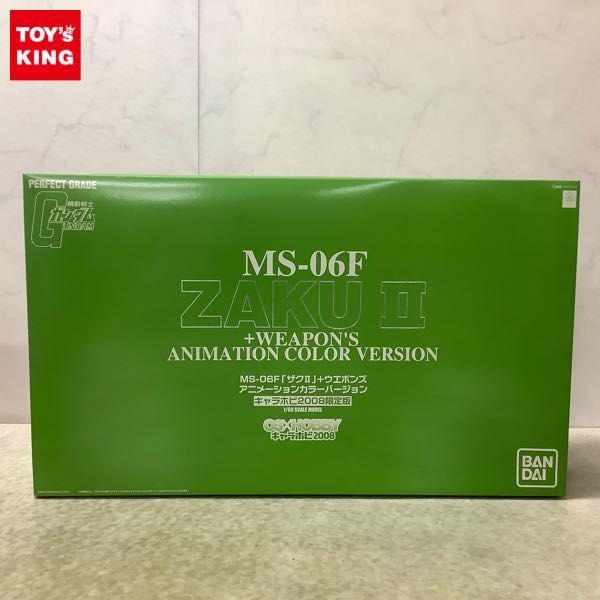 TOY'S
KING
PERFECT GRADE
機動戦士
ガンダム
GUNDAM
MS-06F
ZAKU II
+WEAPON'S
ANIMATION COLOR VERSION
MS-06F「ザクⅡ」+ウエポンズ
アニメーションカラーバージョン
キャラホビ2008限定版
1/60 SCALE MODEL
C3×HOBBY
キャラホビ2008
BAN
DAI